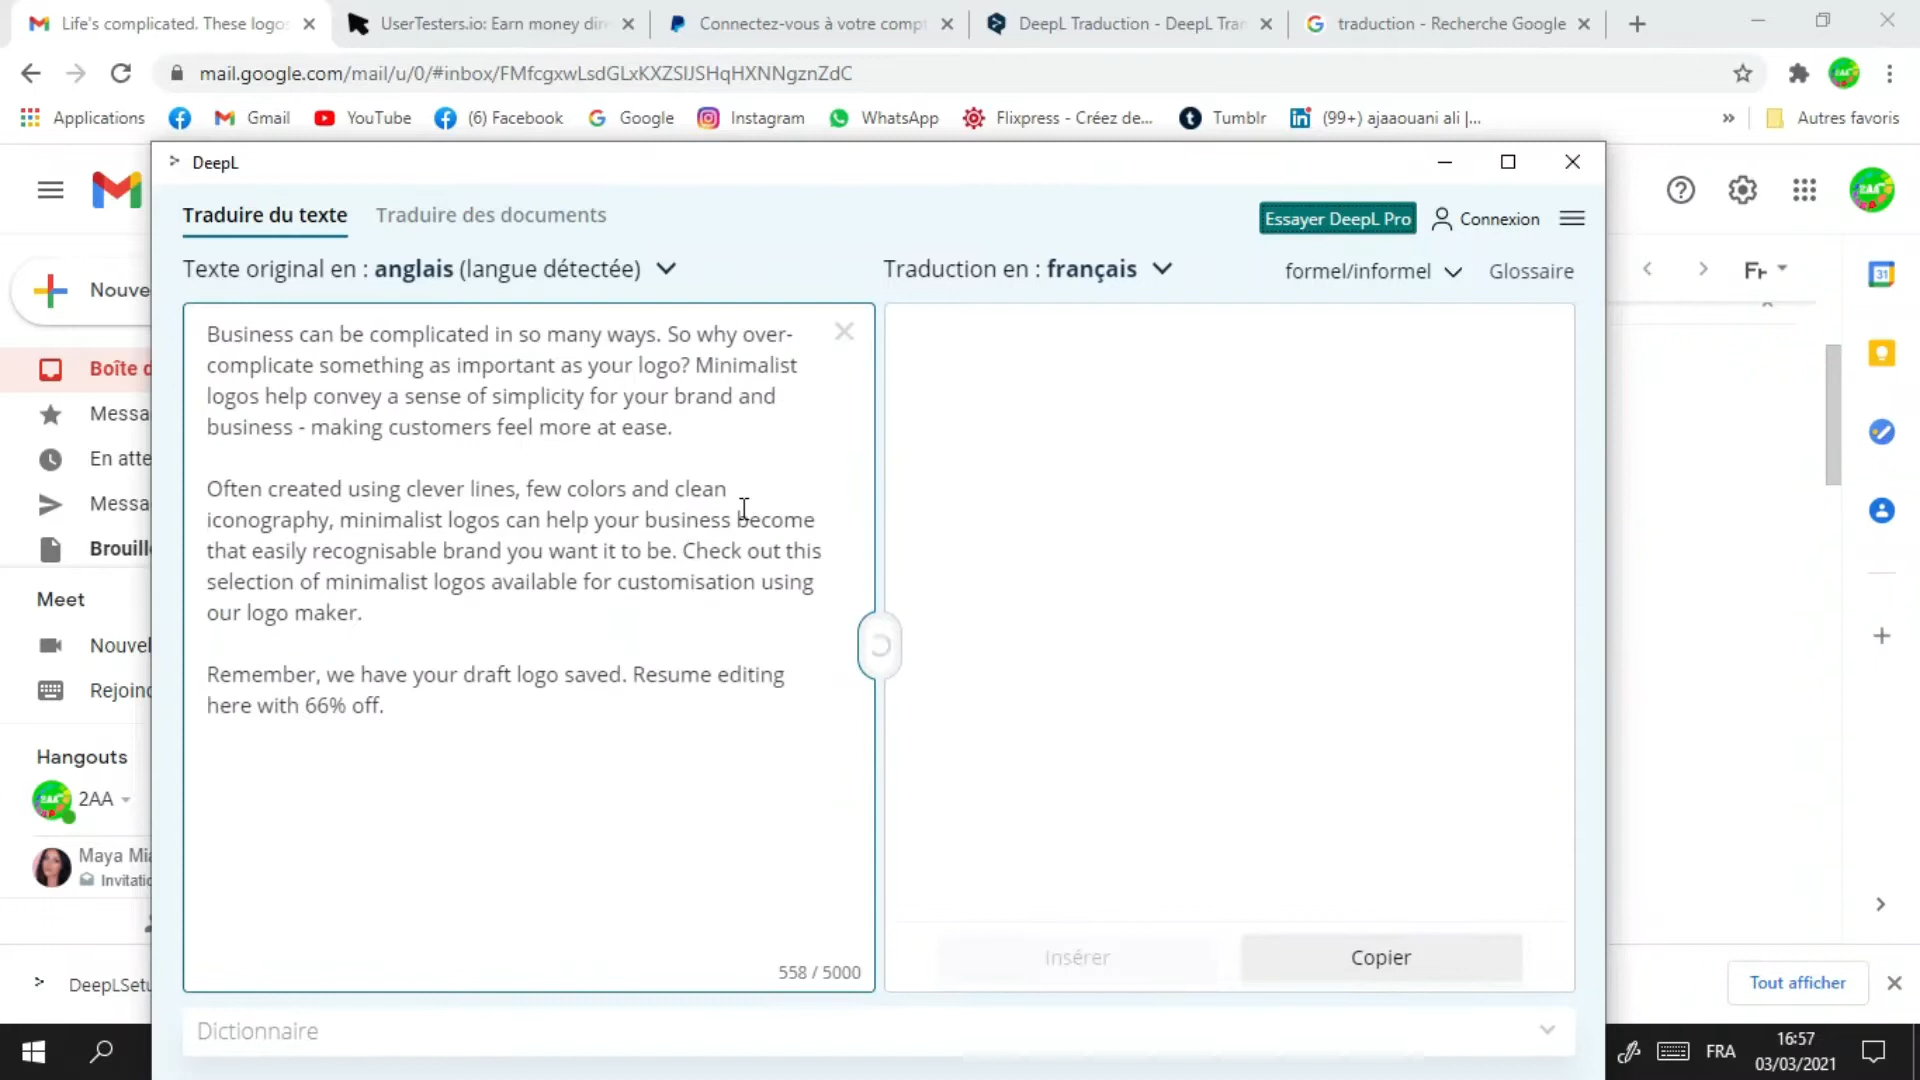 Life's complicated. These logos
UserTesters.io: Earn money dir
Connectez-vous à votre compt
DeepL Traduction - DeepL Tran
traduction - Recherche Google
mail.google.com/mail/u/0/#inbox/FMfcgxwLsdGLxKXZSlJSHqHXNNgznZdC
Applications
Gmail
YouTube
(6) Facebook
Google
Instagram
WhatsApp
Flixpress - Créez de...
Tumblr
(99+) ajaaouani ali |...
»
Autres favoris
DeepL
Traduire du texte
Traduire des documents
Essayer DeepL Pro
Connexion
Texte original en : anglais (langue détectée)
Traduction en : français
formel/informel
Glossaire
Nouve
Boîte d
Messa
En atte
Messa
Brouill
Meet
Nouvel
Rejoind
Hangouts
2AA
Maya Mia
Invitatio
Business can be complicated in so many ways. So why over-
complicate something as important as your logo? Minimalist
logos help convey a sense of simplicity for your brand and
business - making customers feel more at ease.
Often created using clever lines, few colors and clean
iconography, minimalist logos can help your business become
that easily recognisable brand you want it to be. Check out this
selection of minimalist logos available for customisation using
our logo maker.
Remember, we have your draft logo saved. Resume editing
here with 66% off.
558 / 5000
Insérer
Copier
Dictionnaire
31
DeepLSetu
Tout afficher
FRA
16:57
03/03/2021